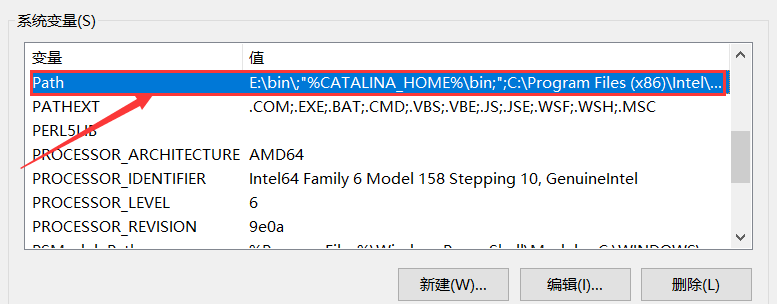 系统变量(S)
变量 值
Path E:\bin\;"%CATALINA_HOME%\bin;";C:\Program Files (x86)\Intel\...
PATHEXT .COM;.EXE;.BAT;.CMD;.VBS;.VBE;.JS;.JSE;.WSF;.WSH;.MSC
PERL5LIB
PROCESSOR_ARCHITECTURE AMD64
PROCESSOR_IDENTIFIER Intel64 Family 6 Model 158 Stepping 10, GenuineIntel
PROCESSOR_LEVEL 6
PROCESSOR_REVISION 9e0a
新建(W)... 编辑(I)... 删除(L)